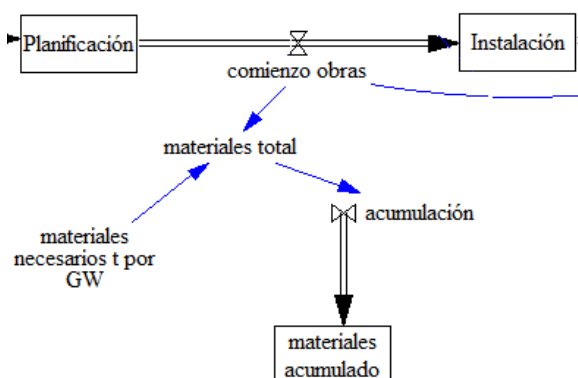 Planificación
Instalación
comienzo obras
materiales total
acumulación
materiales
necesarios t por
GW
materiales
acumulado